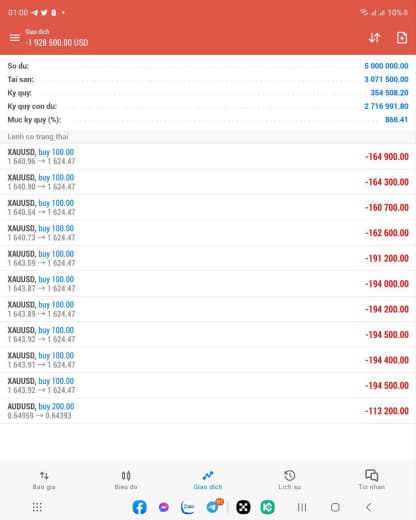 01:00
10%
Giao dịch
-1 928 500.00 USD
So du: 5 000 000.00
Tai san: 3 071 500.00
Ky quy: 354 508.20
Ky quy con du: 2 716 991.80
Muc ky quy (%): 866.41
Lenh co trang thai
XAUUSD, buy 100.00
1 640.96 → 1 624.47 -164 900.00
XAUUSD, buy 100.00
1 640.90 → 1 624.47 -164 300.00
XAUUSD, buy 100.00
1 640.54 → 1 624.47 -160 700.00
XAUUSD, buy 100.00
1 640.73 → 1 624.47 -162 600.00
XAUUSD, buy 100.00
1 643.59 → 1 624.47 -191 200.00
XAUUSD, buy 100.00
1 643.87 → 1 624.47 -194 000.00
XAUUSD, buy 100.00
1 643.89 → 1 624.47 -194 200.00
XAUUSD, buy 100.00
1 643.92 → 1 624.47 -194 500.00
XAUUSD, buy 100.00
1 643.91 → 1 624.47 -194 400.00
XAUUSD, buy 100.00
1 643.92 → 1 624.47 -194 500.00
AUDUSD, buy 200.00
0.64959 → 0.64393 -113 200.00
Bao gia Bieu do Giao dịch Lich su Tin nhan
Zalo